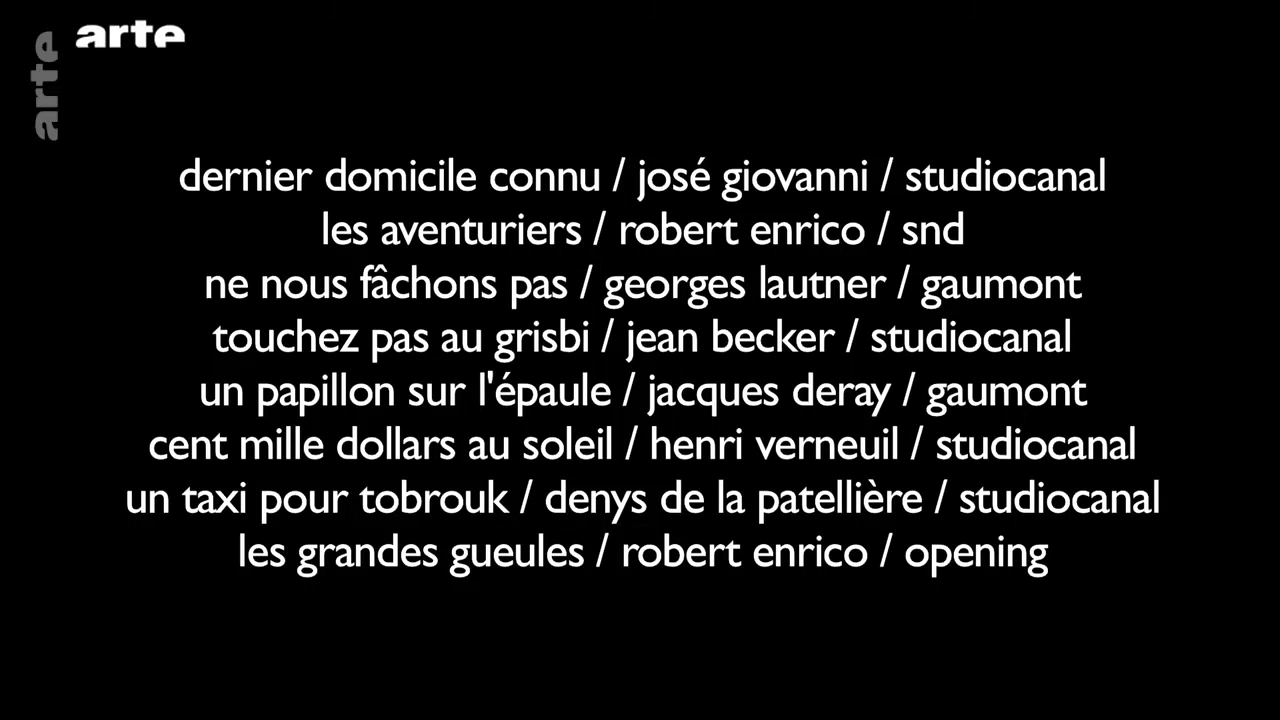 arte
arte
dernier domicile connu / josé giovanni / studiocanal
les aventuriers / robert enrico / snd
ne nous fâchons pas / georges lautner / gaumont
touchez pas au grisbi / jean becker / studiocanal
un papillon sur l'épaule / jacques deray / gaumont
cent mille dollars au soleil / henri verneuil / studiocanal
un taxi pour tobrouk / denys de la patellière / studiocanal
les grandes gueules / robert enrico / opening